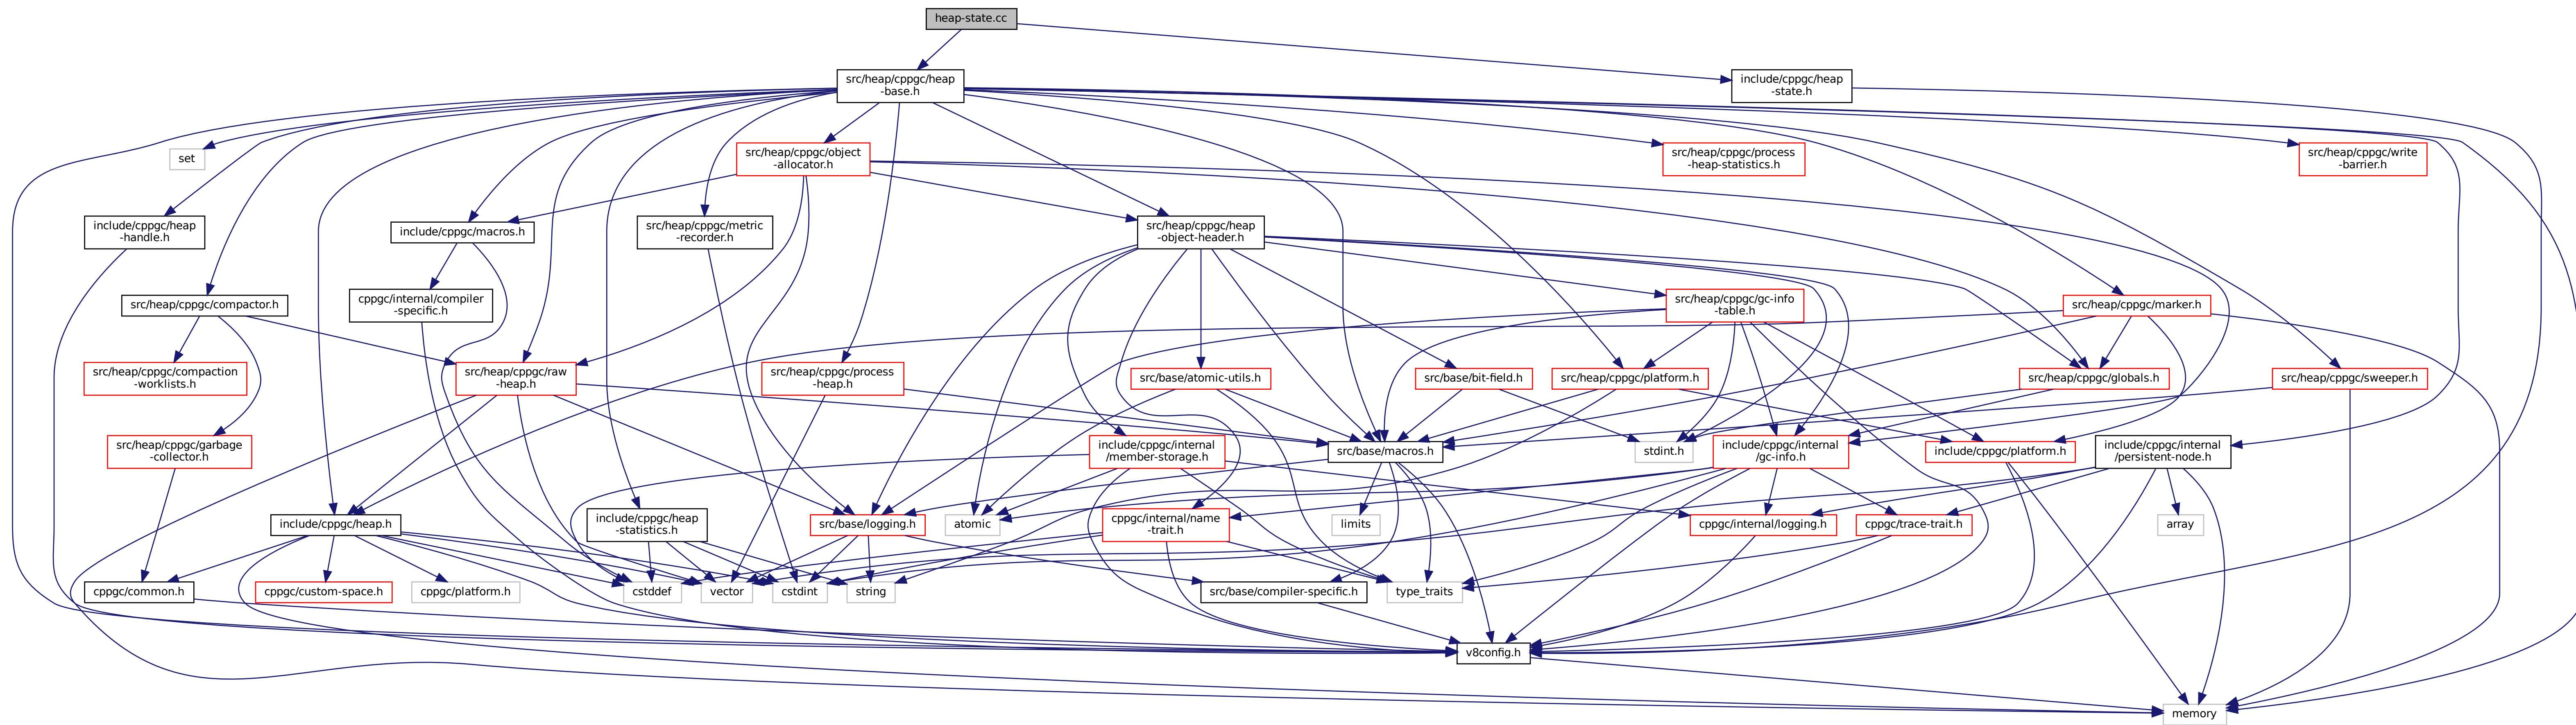 heap-state.cc
src/heap/cppgc/heap
-base.h
include/cppgc/heap
-state.h
set
src/heap/cppgc/object
-allocator.h
src/heap/cppgc/process
-heap-statistics.h
src/heap/cppgc/write
-barrier.h
include/cppgc/heap
-handle.h
include/cppgc/macros.h
src/heap/cppgc/metric
-recorder.h
src/heap/cppgc/heap
-object-header.h
src/heap/cppgc/compactor.h
cppgc/internal/compiler
-specific.h
src/heap/cppgc/gc-info
-table.h
src/heap/cppgc/marker.h
src/heap/cppgc/compaction
-worklists.h
src/heap/cppgc/raw
-heap.h
src/heap/cppgc/process
-heap.h
src/base/atomic-utils.h
src/base/bit-field.h
src/heap/cppgc/platform.h
src/heap/cppgc/globals.h
src/heap/cppgc/sweeper.h
src/heap/cppgc/garbage
-collector.h
include/cppgc/internal
/member-storage.h
src/base/macros.h
stdint.h
include/cppgc/internal
/gc-info.h
include/cppgc/platform.h
include/cppgc/internal
/persistent-node.h
include/cppgc/heap.h
include/cppgc/heap
-statistics.h
src/base/logging.h
atomic
cppgc/internal/name
-trait.h
limits
cppgc/internal/logging.h
cppgc/trace-trait.h
array
cppgc/common.h
cppgc/custom-space.h
cppgc/platform.h
cstddef
vector
cstdint
string
src/base/compiler-specific.h
type_traits
v8config.h
memory